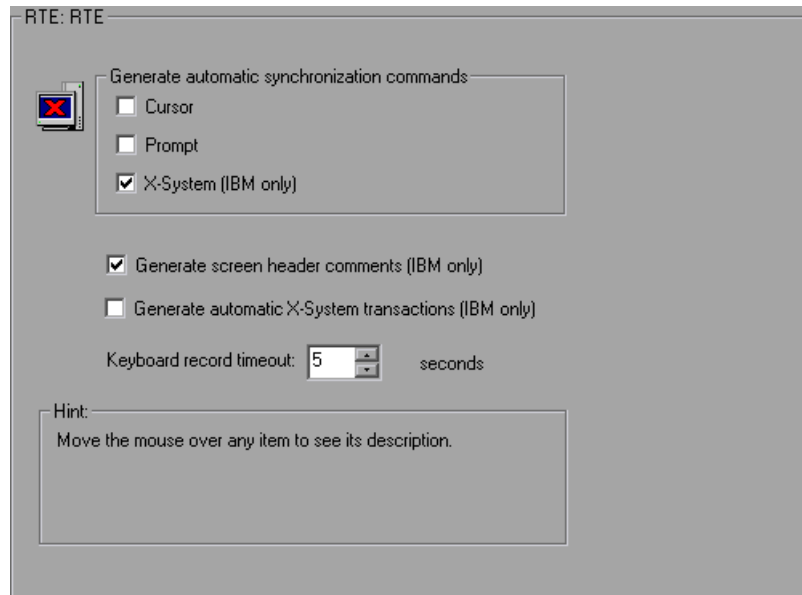 RTE: RTE
Generate automatic synchronization commands
Cursor
Prompt
X-System (IBM only)
Generate screen header comments (IBM only)
Generate automatic X-System transactions (IBM only)
Keyboard record timeout: 5 seconds
Hint:
Move the mouse over any item to see its description.